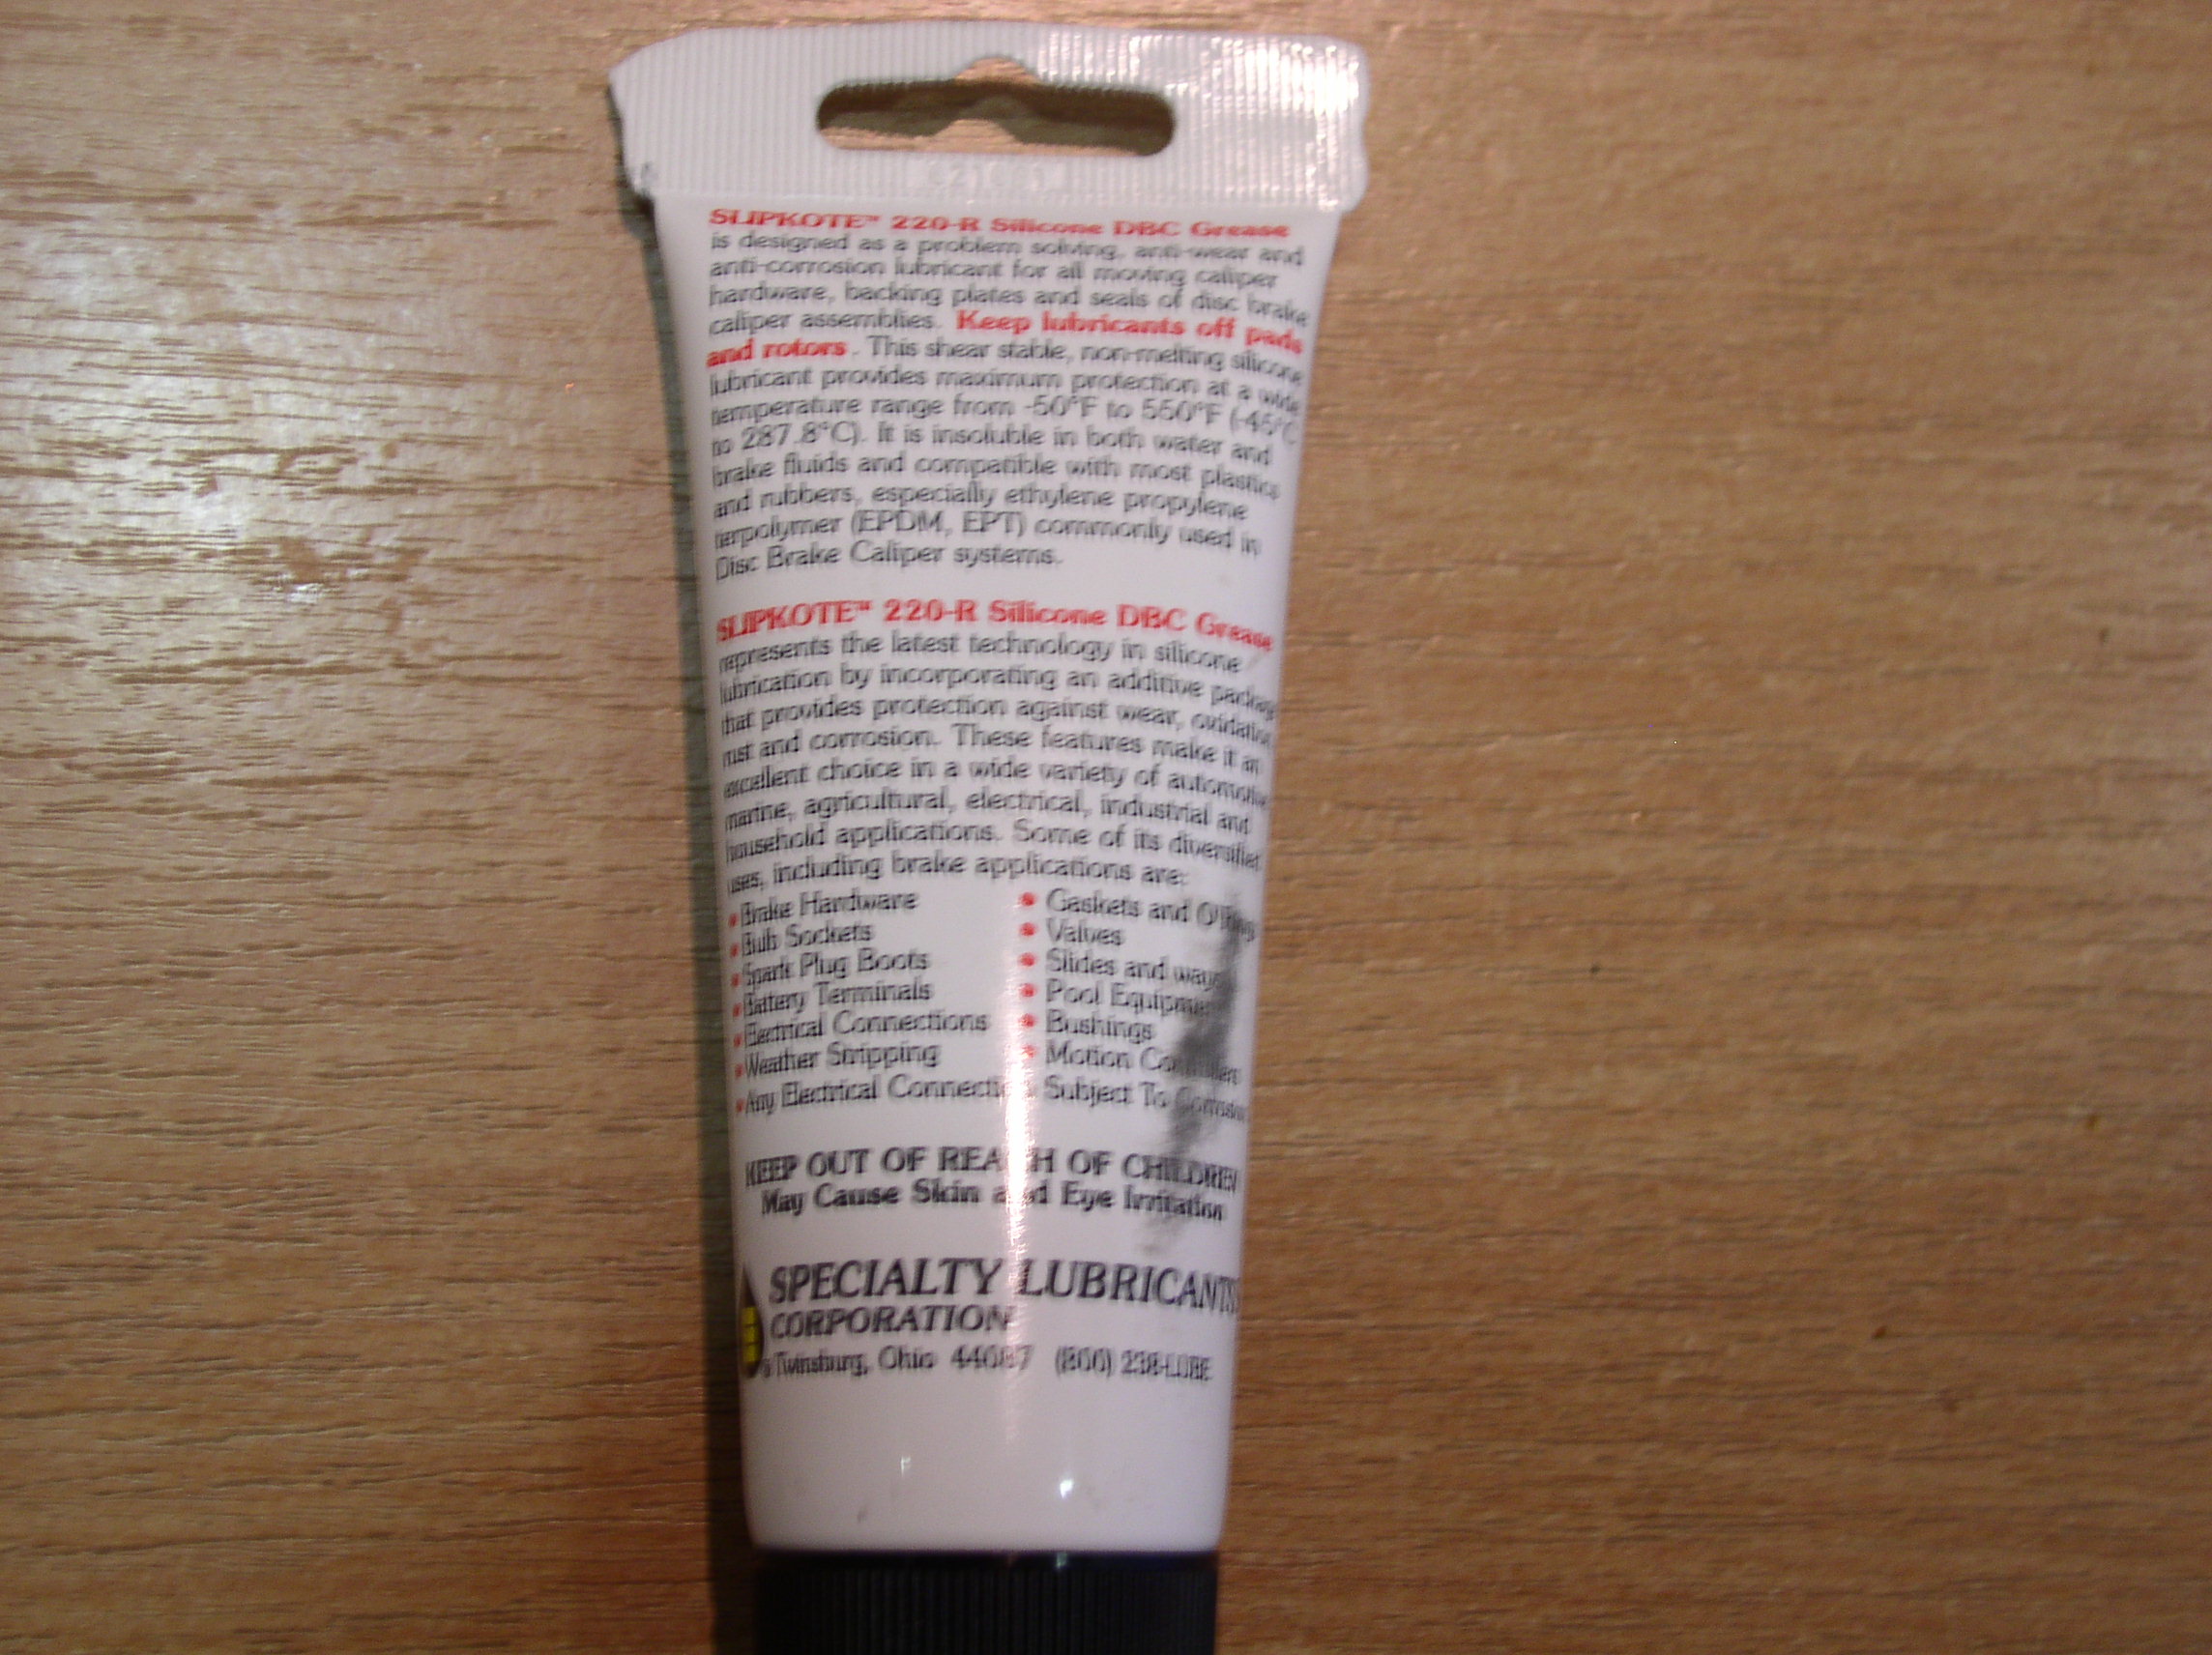 SLIPKOTE™ 220-R Silicone DBC Grease
is designed as a problem solving, anti-wear and
anti-corrosion lubricant for all moving caliper
hardware, backing plates and seals of disc brake
caliper assemblies. Keep lubricants off pads
and rotors. This shear stable, non-melting silicone
lubricant provides maximum protection at a wide
temperature range from -50°F to 550°F (-45°C
to 287.8°C). It is insoluble in both water and
brake fluids and compatible with most plastics
and rubbers, especially ethylene propylene
terpolymer (EPDM, EPT) commonly used in
Disc Brake Caliper systems.
SLIPKOTE™ 220-R Silicone DBC Grease
represents the latest technology in silicone
lubrication by incorporating an additive package
that provides protection against wear, oxidation,
rust and corrosion. These features make it an
excellent choice in a wide variety of automotive,
marine, agricultural, electrical, industrial and
household applications. Some of its diversified
uses, including brake applications are:
• Brake Hardware
• Bulb Sockets
• Spark Plug Boots
• Battery Terminals
• Electrical Connections
• Weather Stripping
• Gaskets and O'Rings
• Valves
• Slides and ways
• Pool Equipment
• Bushings
• Motion
• Any Electrical Connection Subject To Corrosion
KEEP OUT OF REACH OF CHILDREN
May Cause Skin and Eye Irritation
SPECIALTY LUBRICANTS
CORPORATION
Twinsburg, Ohio 44087 (800) 238-LUBE